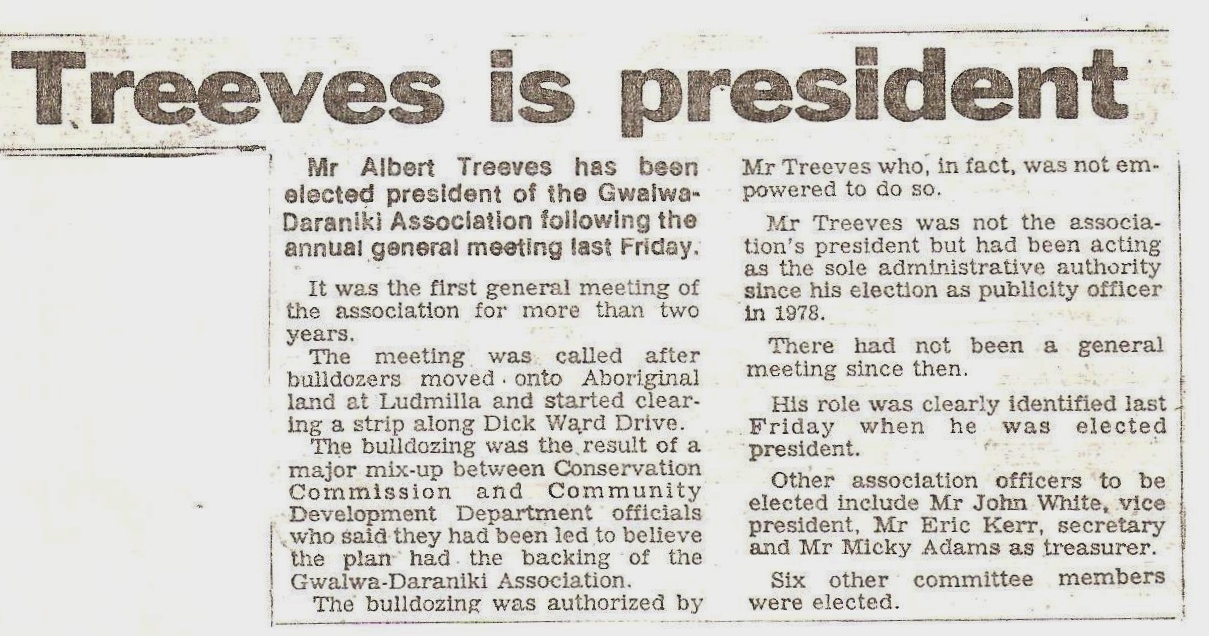 Treeves is president
Mr Albert Treeves has been
elected president of the Gwalwa-
Daraniki Association following the
annual general meeting last Friday.
It was the first general meeting of
the association for more than two
years.
The meeting was called after
bulldozers moved onto Aboriginal
land at Ludmilla and started clear-
ing a strip along Dick Ward Drive.
The bulldozing was the result of a
major mix-up between Conservation
Commission and Community
Development Department officials
who said they had been led to believe
the plan had the backing of the
Gwalwa-Daraniki Association.
The bulldozing was authorized by
Mr Treeves who, in fact, was not em-
powered to do so.
Mr Treeves was not the associa-
tion's president but had been acting
as the sole administrative authority
since his election as publicity officer
in 1978.
There had not been a general
meeting since then.
His role was clearly identified last
Friday when he was elected
president.
Other association officers to be
elected include Mr John White, vice
president, Mr Eric Kerr, secretary
and Mr Micky Adams as treasurer.
Six other committee members
were elected.